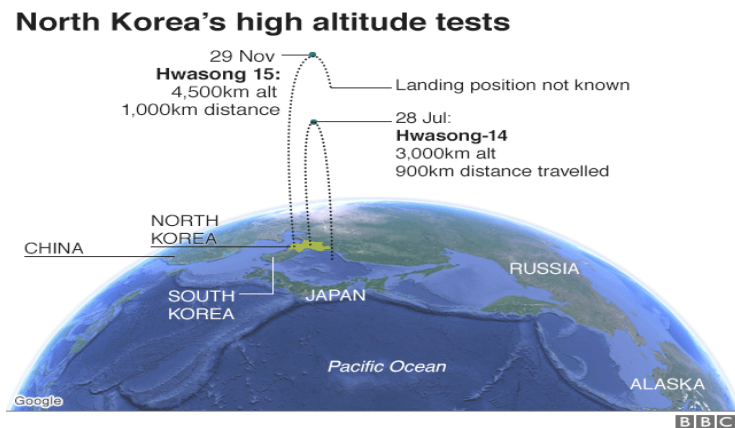 North Korea's high altitude tests
29 Nov
Hwasong 15:
4,500km alt
1,000km distance
Landing position not known
28 Jul:
Hwasong-14
3,000km alt
900km distance travelled
NORTH
KOREA
CHINA
RUSSIA
SOUTH
KOREA
JAPAN
Pacific Ocean
ALASKA
Google
BBC